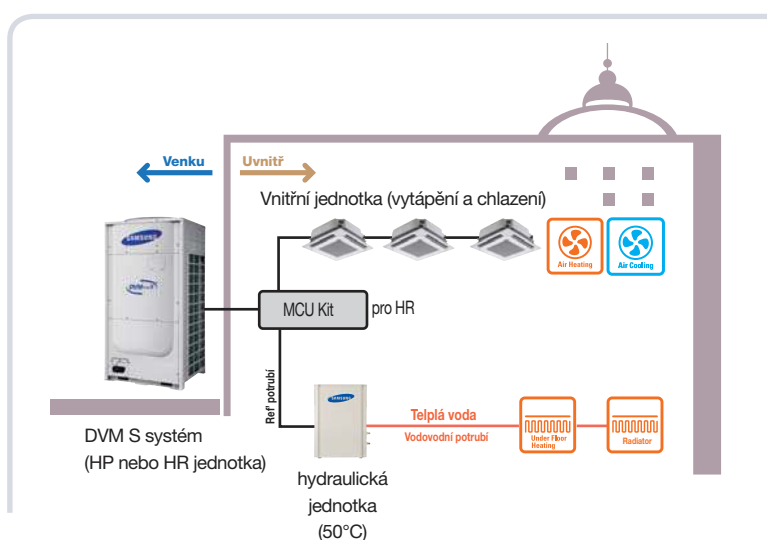 Venku
Uvnitř
Vnitřní jednotka (vytápění a chlazení)
SAMSUNG
Air Heating
Air Cooling
MCU Kit
pro HR
Ref' potrubí
SAMSUNG
Telplá voda
Vodovodní potrubí
Under Floor
Heating
Radiator
DVM S systém
(HP nebo HR jednotka)
hydraulická
jednotka
(50°C)